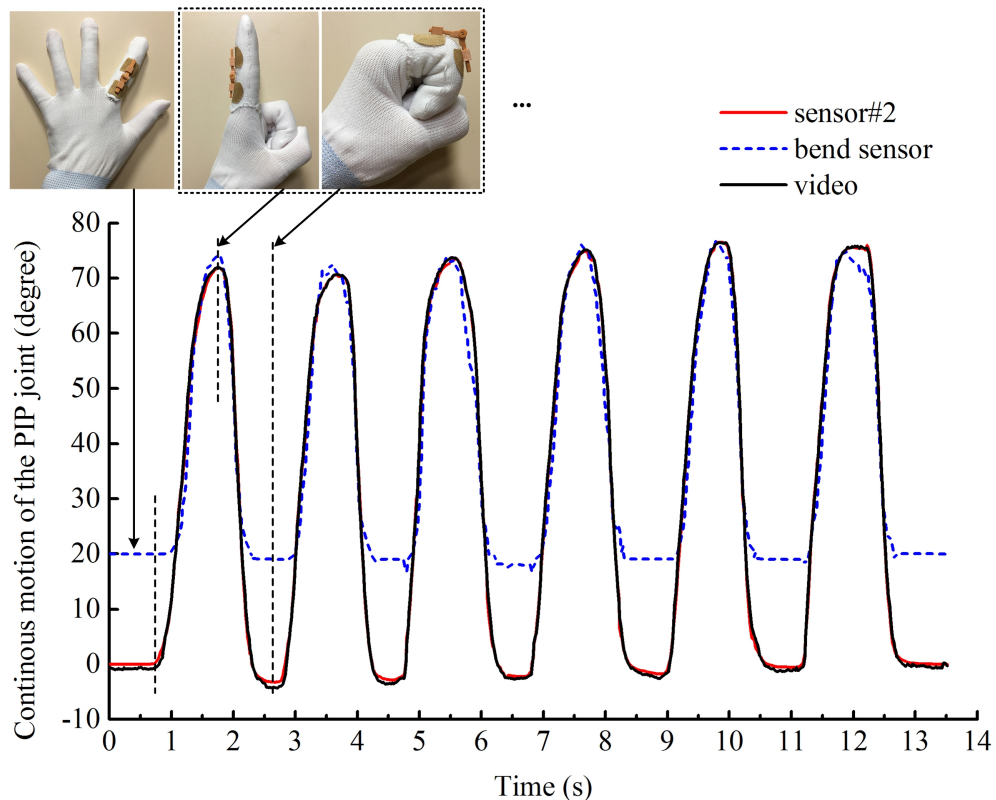 ...
sensor#2
bend sensor
video
Continous motion of the PIP joint (degree)
80
70
60
50
40
30
20
10
0
-10
0 1 2 3 4 5 6 7 8 9 10 11 12 13 14
Time (s)